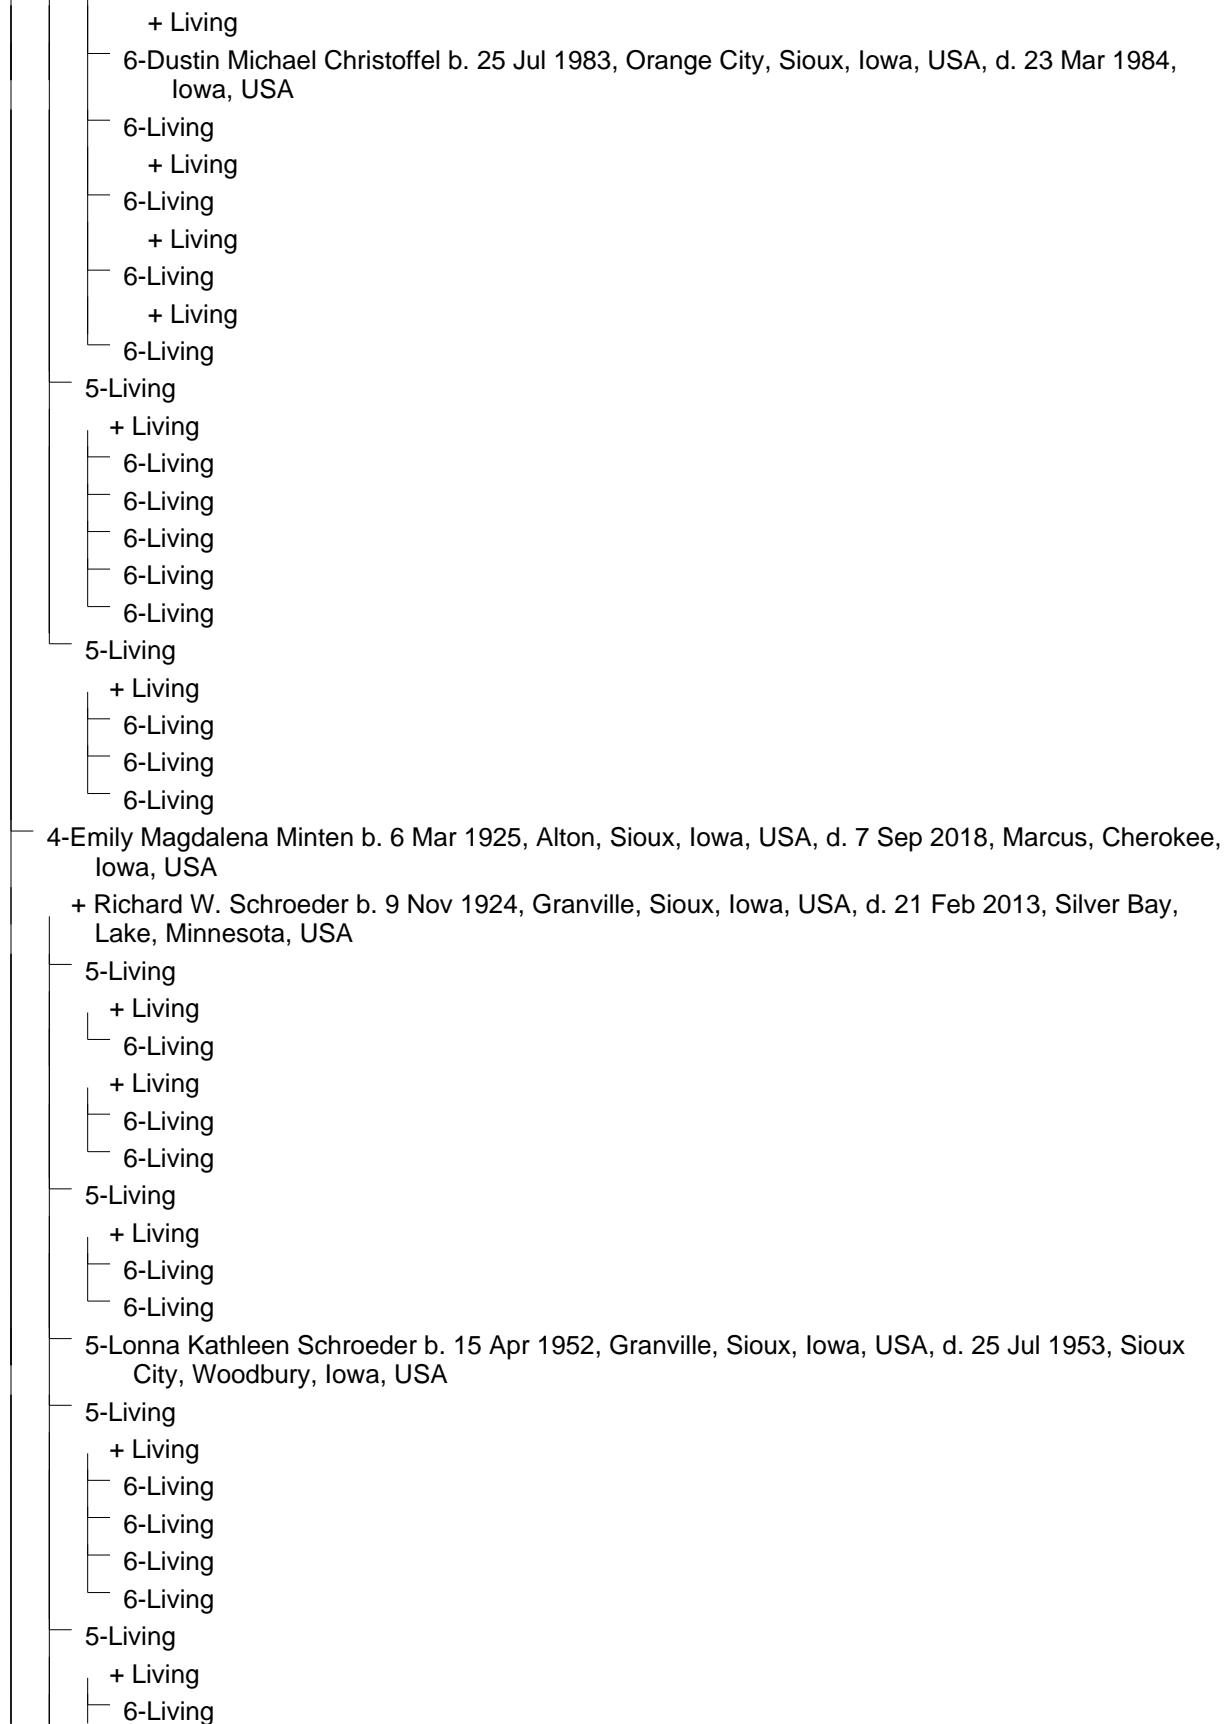 + Living
6-Dustin Michael Christoffel b. 25 Jul 1983, Orange City, Sioux, Iowa, USA, d. 23 Mar 1984,
Iowa, USA
6-Living
+ Living
6-Living
+ Living
6-Living
+ Living
6-Living
5-Living
+ Living
6-Living
6-Living
6-Living
6-Living
6-Living
5-Living
+ Living
6-Living
6-Living
6-Living
4-Emily Magdalena Minten b. 6 Mar 1925, Alton, Sioux, Iowa, USA, d. 7 Sep 2018, Marcus, Cherokee,
Iowa, USA
+ Richard W. Schroeder b. 9 Nov 1924, Granville, Sioux, Iowa, USA, d. 21 Feb 2013, Silver Bay,
Lake, Minnesota, USA
5-Living
+ Living
6-Living
+ Living
6-Living
6-Living
5-Living
+ Living
6-Living
6-Living
5-Lonna Kathleen Schroeder b. 15 Apr 1952, Granville, Sioux, Iowa, USA, d. 25 Jul 1953, Sioux
City, Woodbury, Iowa, USA
5-Living
+ Living
6-Living
6-Living
6-Living
6-Living
5-Living
+ Living
6-Living